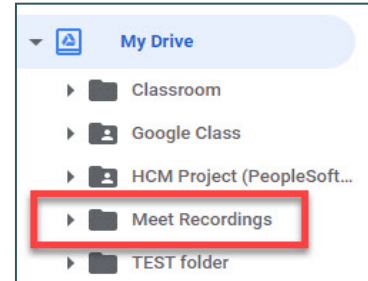 My Drive
Classroom
Google Class
HCM Project (PeopleSoft...
Meet Recordings
TEST folder